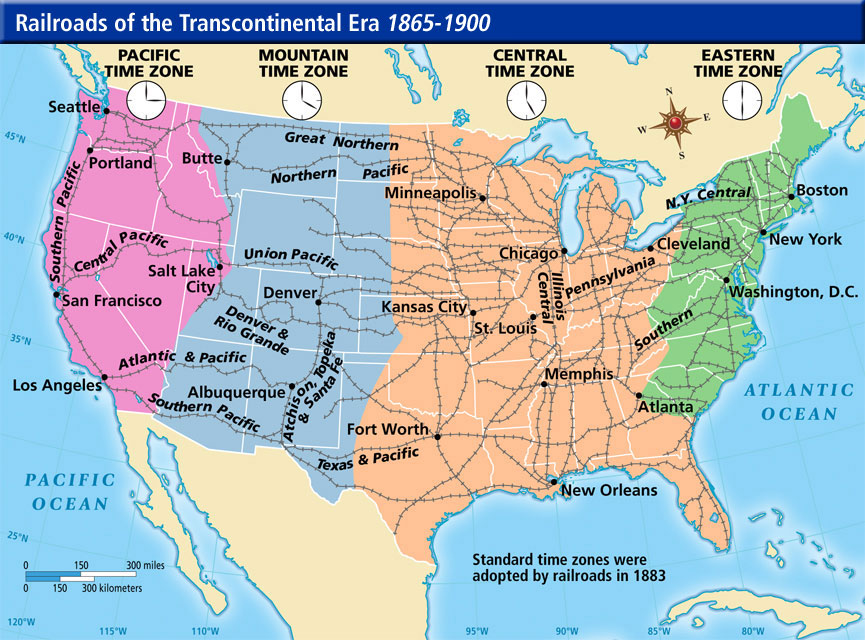 Railroads of the Transcontinental Era 1865-1900
PACIFIC
TIME ZONE
MOUNTAIN
TIME ZONE
CENTRAL
TIME ZONE
EASTERN
TIME ZONE
N
W
E
S
Seattle
Portland
Butte
Great Northern
Northern Pacific
Minneapolis
N.Y. Central
Boston
New York
Cleveland
Chicago
Pennsylvania
Illinois
Central
Washington, D.C.
Southern Pacific
Central Pacific
Union Pacific
Salt Lake
City
San Francisco
Denver
Denver &
Rio Grande
Kansas City
St. Louis
Southern
Atlantic & Pacific
Los Angeles
Albuquerque
Atchison, Topeka
& Santa Fe
Memphis
Atlanta
Southern Pacific
Fort Worth
Texas & Pacific
New Orleans
ATLANTIC
OCEAN
PACIFIC
OCEAN
45°N
40°N
35°N
25°N
0 150 300 miles
0 150 300 kilometers
Standard time zones were
adopted by railroads in 1883
120°W
115°W
110°W
95°W
90°W
85°W
80°W